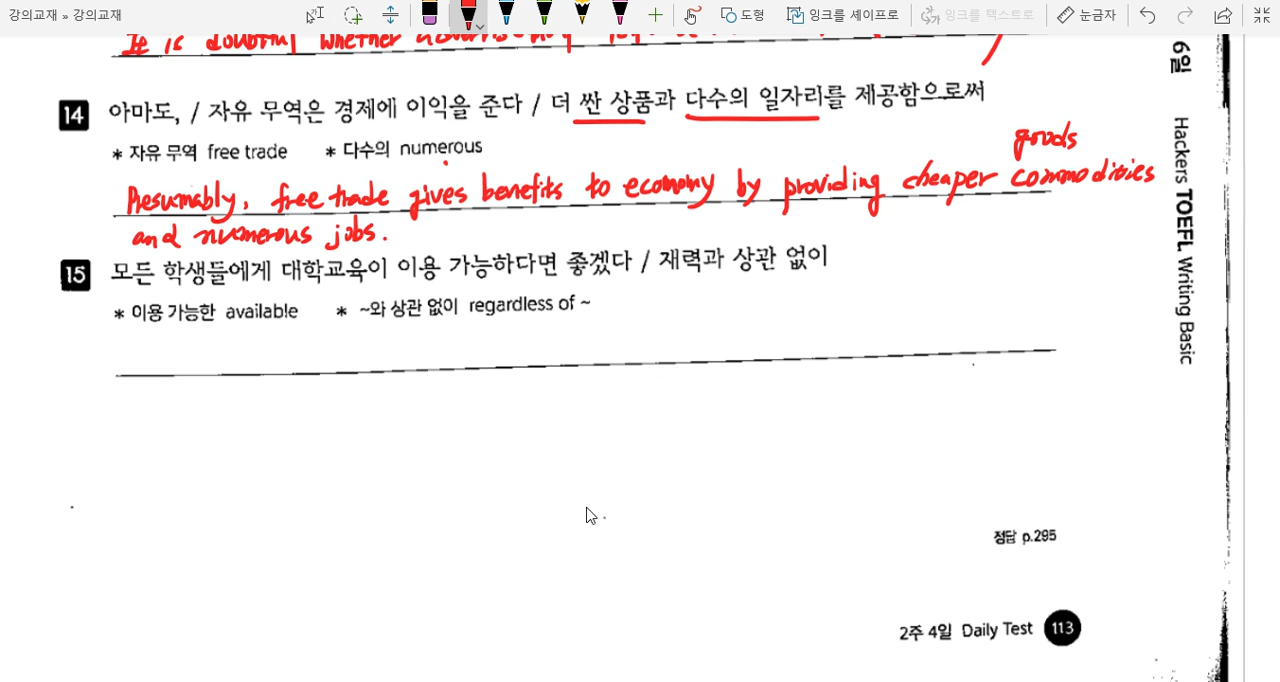 강의교재 » 강의교재
도형
잉크를 셰이프로
잉크를 텍스트로
눈금자
It is doubtful whether
14 아마도, / 자유 무역은 경제에 이익을 준다 / 더 싼 상품과 다수의 일자리를 제공함으로써
* 자유 무역 free trade * 다수의 numerous
goods
Presumably, free trade gives benefits to economy by providing cheaper commodities
and numerous jobs.
15 모든 학생들에게 대학교육이 이용 가능하다면 좋겠다 / 재력과 상관 없이
* 이용 가능한 available * ~와 상관 없이 regardless of ~
정답 p.295
2주 4일 Daily Test 113
6일
Hackers TOEFL Writing Basic